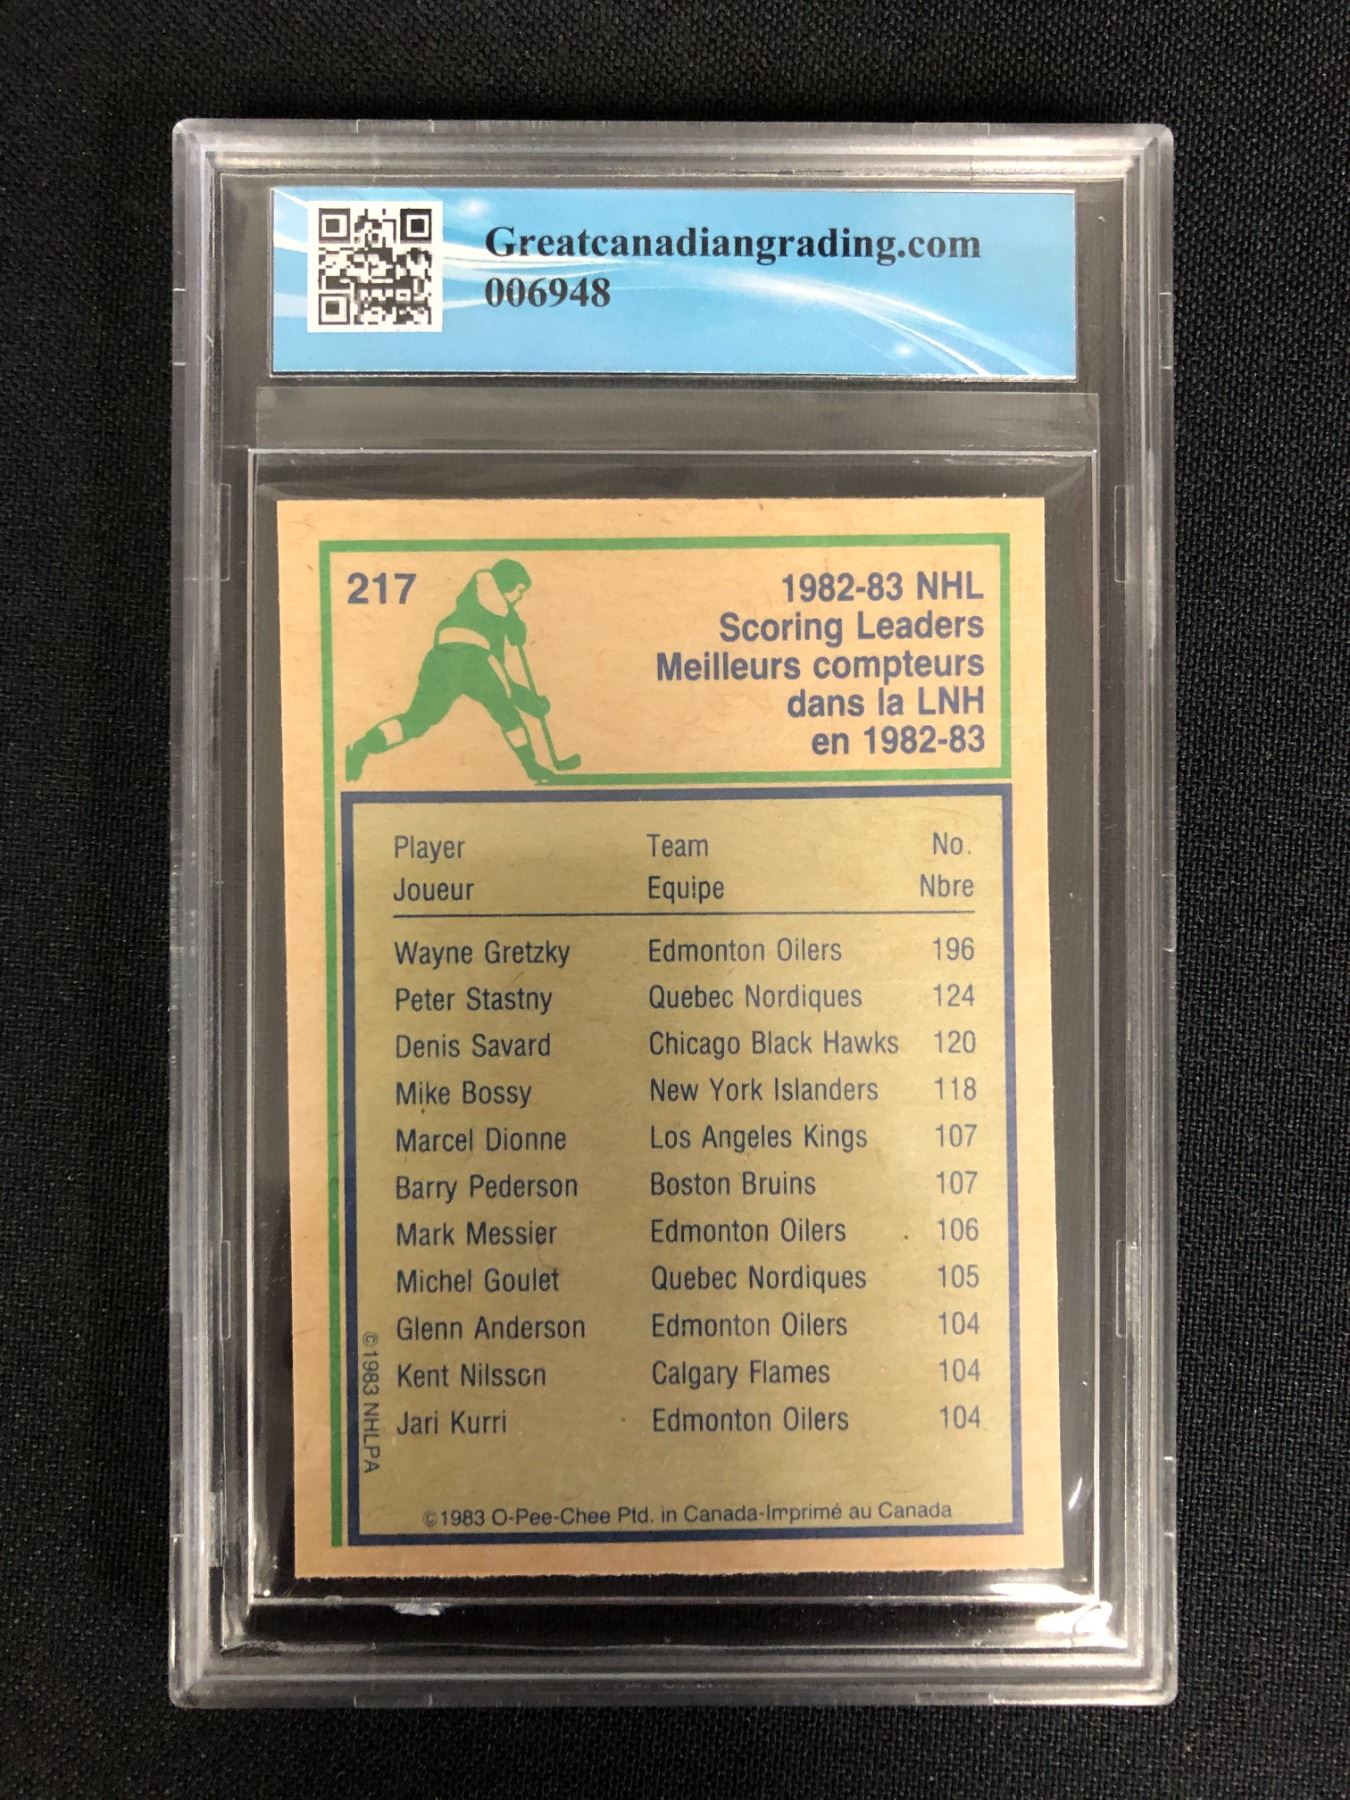 Greatcanadiangrading.com
006948
217
1982-83 NHL
Scoring Leaders
Meilleurs compteurs
dans la LNH
en 1982-83
Player Team No.
Joueur Equipe Nbre
Wayne Gretzky Edmonton Oilers 196
Peter Stastny Quebec Nordiques 124
Denis Savard Chicago Black Hawks 120
Mike Bossy New York Islanders 118
Marcel Dionne Los Angeles Kings 107
Barry Pederson Boston Bruins 107
Mark Messier Edmonton Oilers 106
Michel Goulet Quebec Nordiques 105
Glenn Anderson Edmonton Oilers 104
Kent Nilsson Calgary Flames 104
Jari Kurri Edmonton Oilers 104
©1983 NHLPA
©1983 O-Pee-Chee Ptd. in Canada-Imprimé au Canada